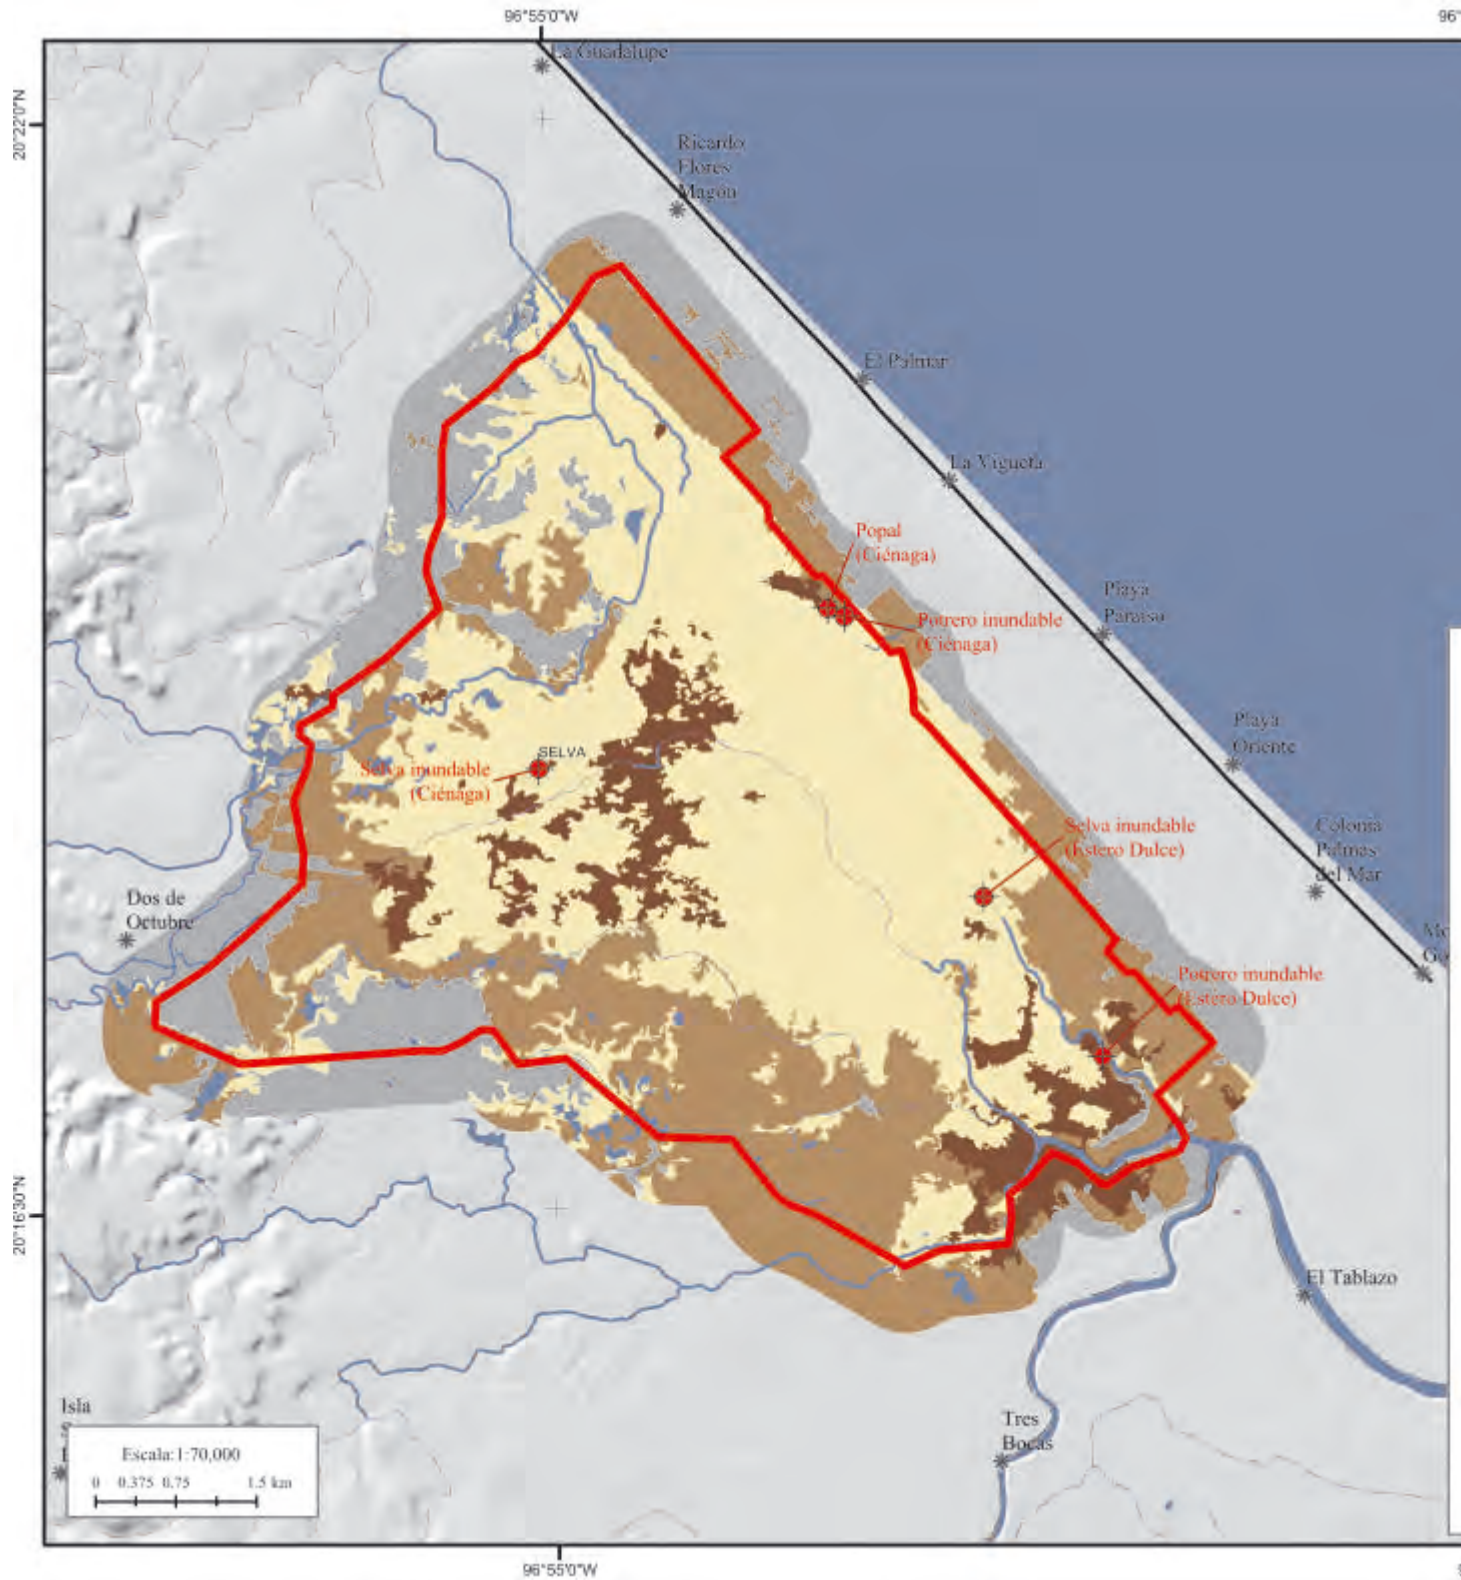 96°55'0"W
96°
La Guadalupe
20°22'0"N
Ricardo
Flores
Magón
El Palmar
La Vigueta
Popal
(Ciénaga)
Playa
Paraiso
Potrero inundable
(Ciénaga)
Playa
Oriente
SELVA
Selva inundable
(Ciénaga)
Selva inundable
(Estero Dulce)
Colonia
Palmas
del Mar
Dos de
Octubre
Mo
Go
Potrero inundable
(Estero Dulce)
20°16'30"N
El Tablazo
Isla
Tres
Bocas
Escala:1:70,000
0 0.375 0.75 1.5 km
96°55'0"W